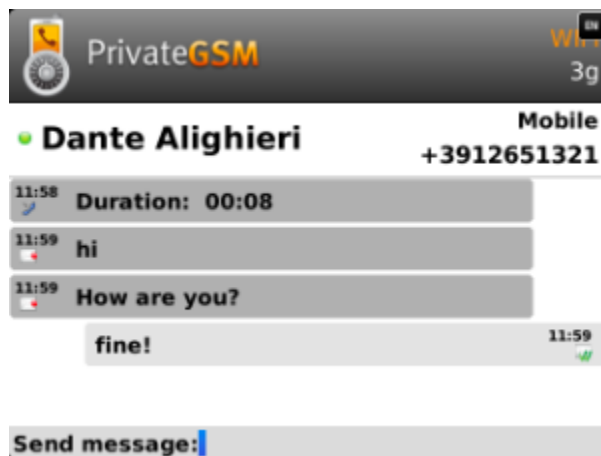 EN
PrivateGSM
WiFi
3g
Dante Alighieri
Mobile
+3912651321
11:58
Duration: 00:08
11:59
hi
11:59
How are you?
fine!
11:59
Send message: